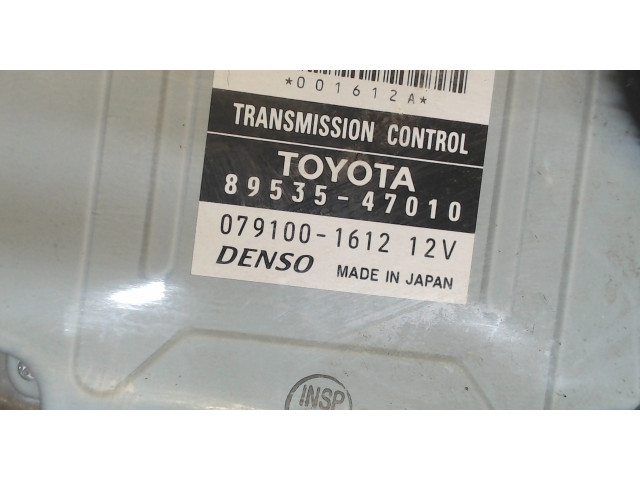 *001612A*
TRANSMISSION CONTROL
TOYOTA
89535-47010
079100-1612 12V
DENSO MADE IN JAPAN
INSP